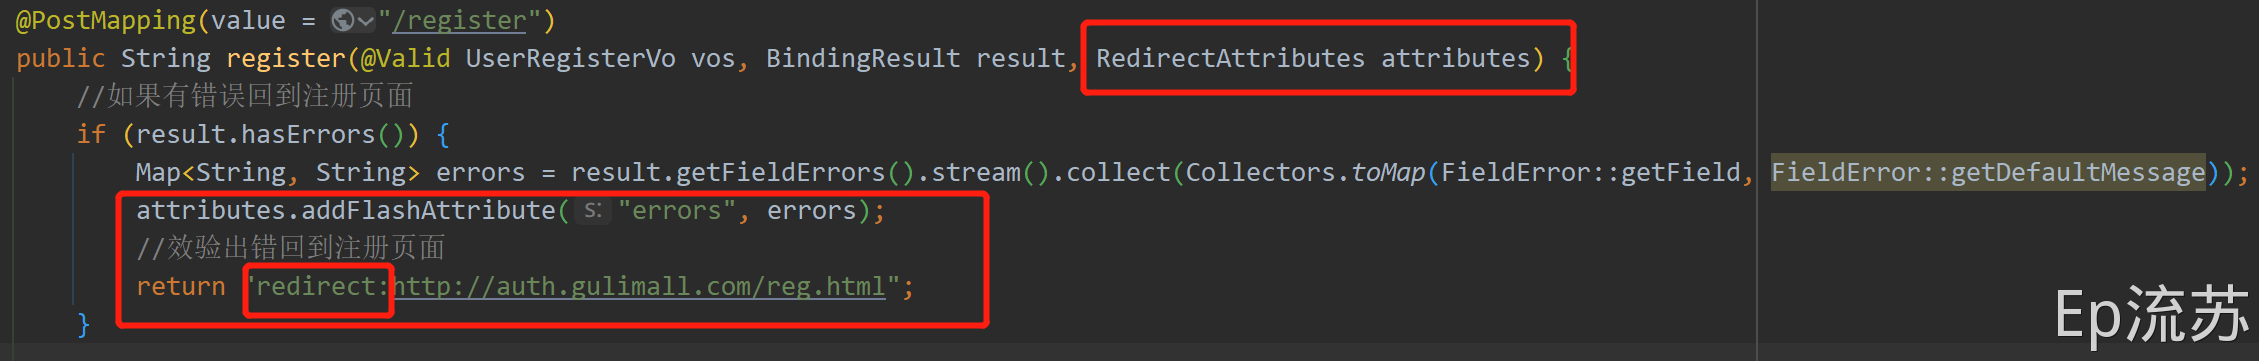 @PostMapping(value = "/register")
public String register(@Valid UserRegisterVo vos, BindingResult result, RedirectAttributes attributes) {
//如果有错误回到注册页面
if (result.hasErrors()) {
Map<String, String> errors = result.getFieldErrors().stream().collect(Collectors.toMap(FieldError::getField, FieldError::getDefaultMessage));
attributes.addFlashAttribute( s: "errors", errors);
//效验出错回到注册页面
return "redirect:http://auth.gulimall.com/reg.html";
}
Ep流苏